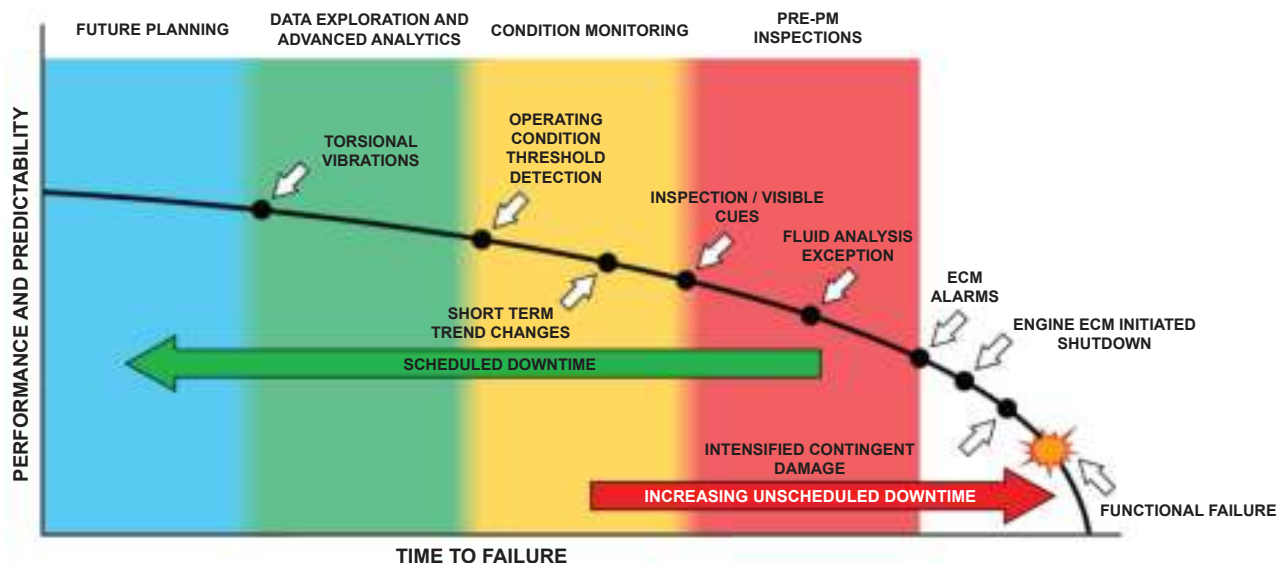 FUTURE PLANNING
DATA EXPLORATION AND
ADVANCED ANALYTICS
CONDITION MONITORING
PRE-PM
INSPECTIONS
PERFORMANCE AND PREDICTABILITY
TORSIONAL
VIBRATIONS
OPERATING
CONDITION
THRESHOLD
DETECTION
INSPECTION / VISIBLE
CUES
FLUID ANALYSIS
EXCEPTION
ECM
ALARMS
SHORT TERM
TREND CHANGES
ENGINE ECM INITIATED
SHUTDOWN
SCHEDULED DOWNTIME
INTENSIFIED CONTINGENT
DAMAGE
INCREASING UNSCHEDULED DOWNTIME
FUNCTIONAL FAILURE
TIME TO FAILURE